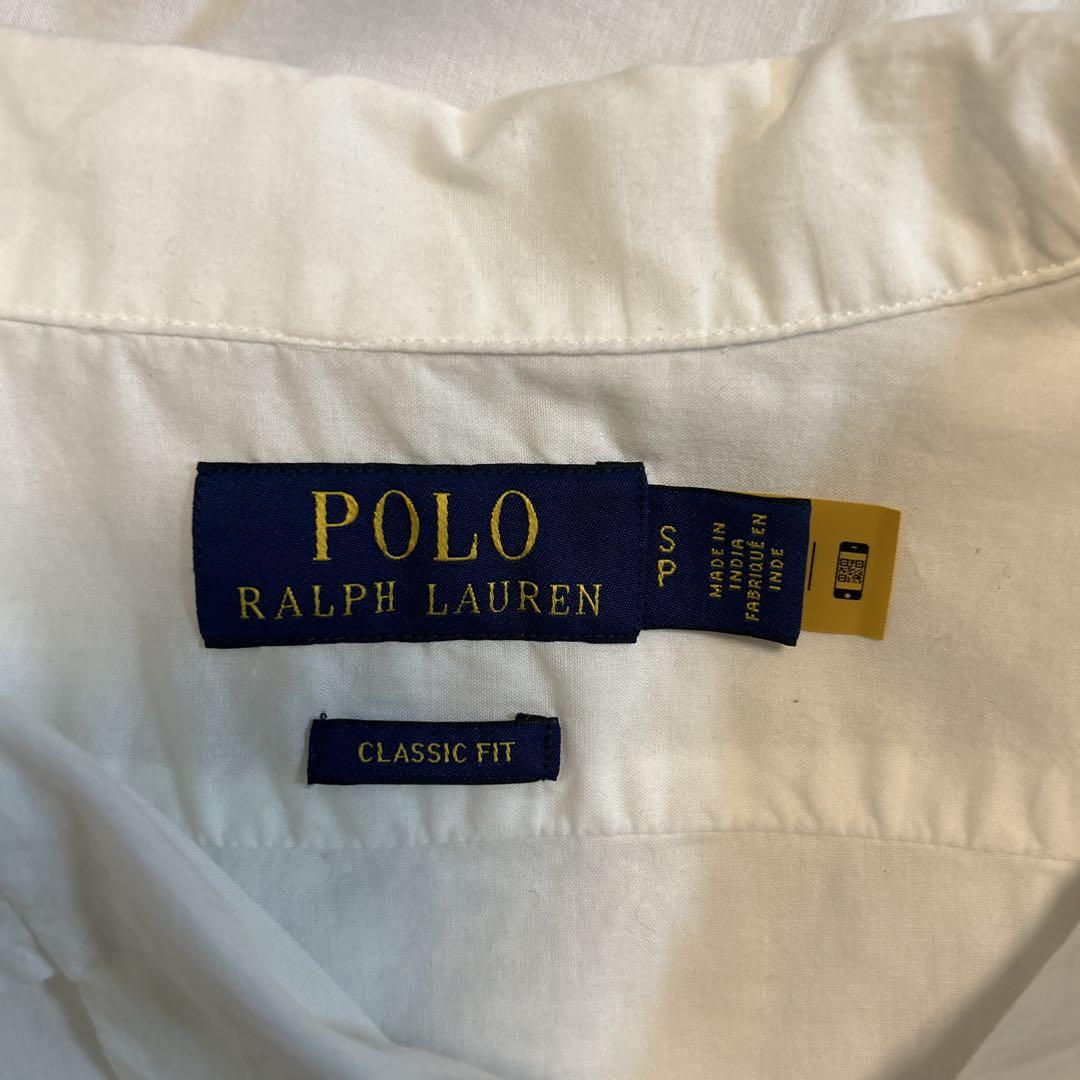 POLO
RALPH LAUREN
S
P
MADE IN
INDIA
FABRIQUÉ EN
INDE
CLASSIC FIT